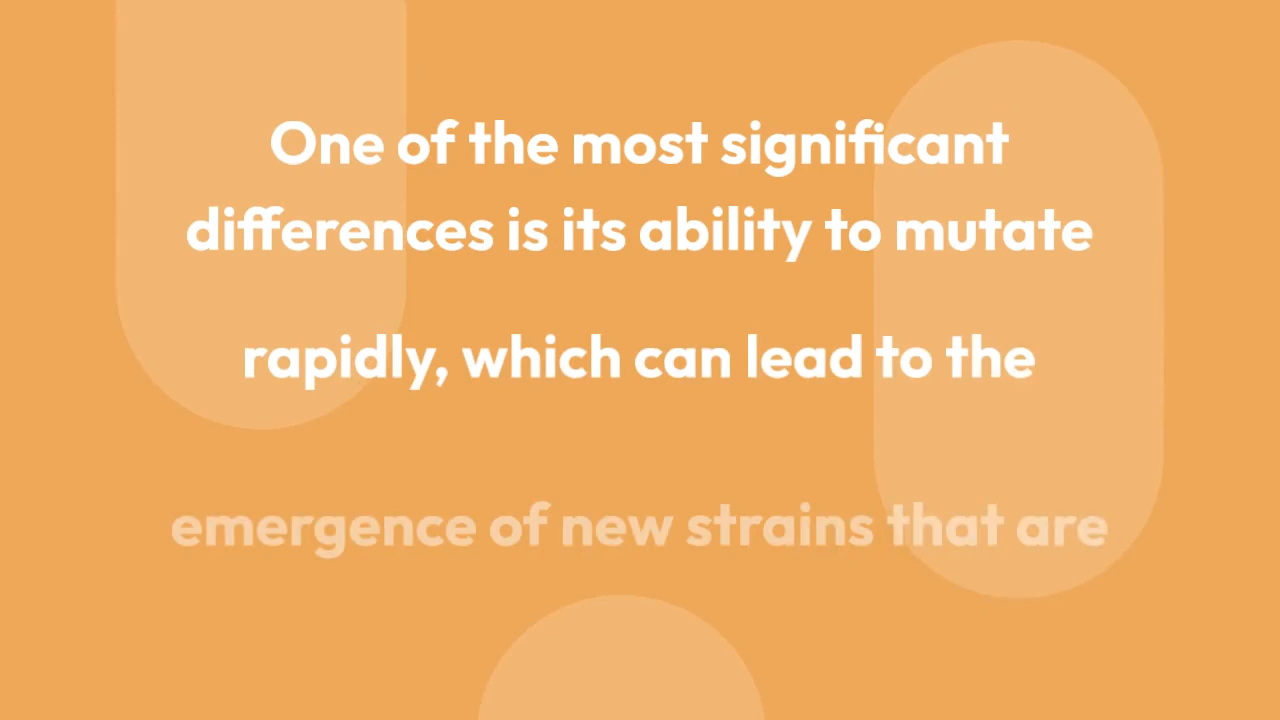 One of the most significant
differences is its ability to mutate
rapidly, which can lead to the
emergence of new strains that are